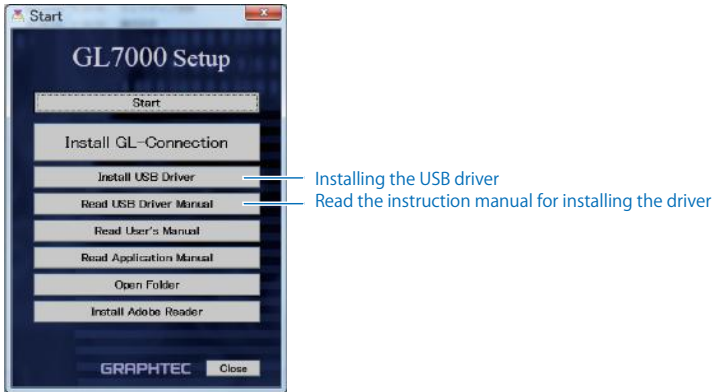 Start
GL7000 Setup
Start
Install GL-Connection
Install USB Driver
Installing the USB driver
Read USB Driver Manual
Read the instruction manual for installing the driver
Read User's Manual
Read Application Manual
Open Folder
Install Adobe Reader
GRAPHTEC
Close